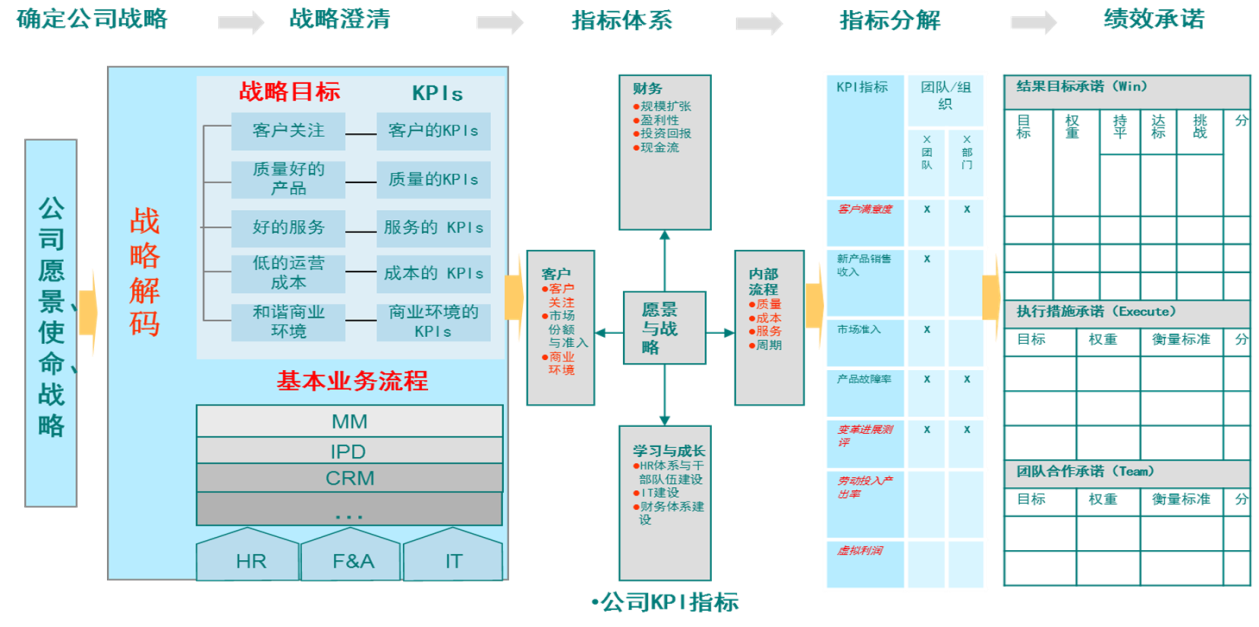 确定公司战略
战略澄清
指标体系
指标分解
绩效承诺
公司愿景、使命、战略
战略解码
战略目标
KPIs
客户关注
客户的KPIs
质量好的
产品
质量的KPIs
好的服务
服务的 KPIs
低的运营
成本
成本的 KPIs
和谐商业
环境
商业环境的
KPIs
基本业务流程
MM
IPD
CRM
...
HR
F&A
IT
财务
●规模扩张
●盈利性
●投资回报
●现金流
客户
●客户
关注
●市场
份额
与准入
●商业
环境
愿景
与战
略
内部
流程
●质量
●成本
●服务
●周期
学习与成长
●HR体系与干
部队伍建设
●IT建设
●财务体系建
设
•公司KPI指标
KPI指标
团队/组
织
X
团
队
X
部
门
客户满意度
X
X
新产品销售
收入
X
市场准入
X
产品故障率
X
X
变革进展测
评
X
X
劳动投入产
出率
虚拟利润
结果目标承诺（Win）
目标
权重
持平
达标
挑战
分
执行措施承诺（Execute）
目标
权重
衡量标准
分
团队合作承诺（Team）
目标
权重
衡量标准
分